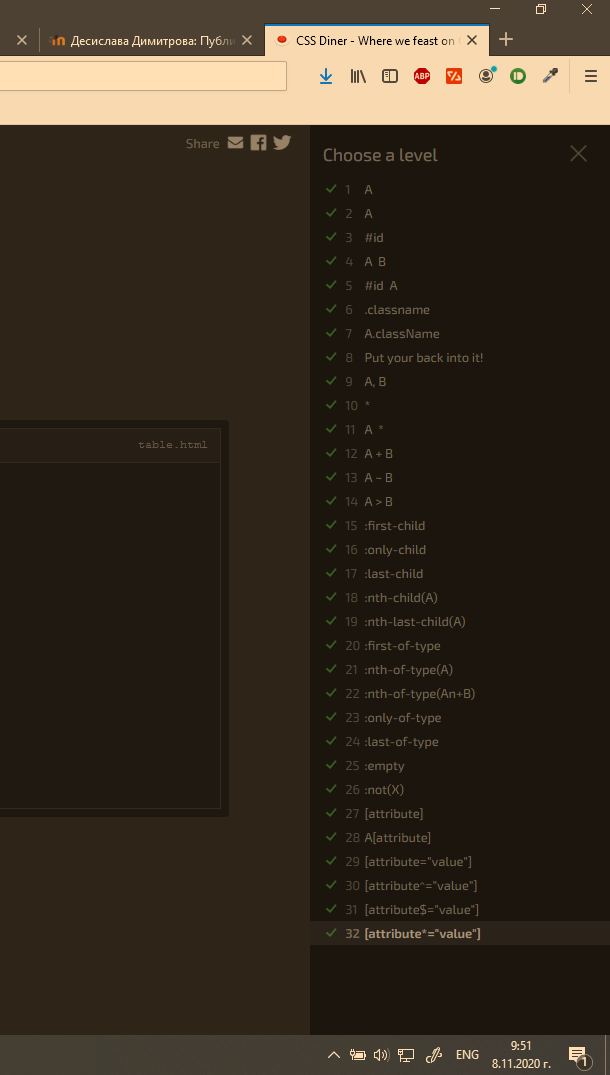 Десислава Димитрова: Публи
CSS Diner - Where we feast on
ABP
Share
table.html
Choose a level
1 A
2 A
3 #id
4 A B
5 #id A
6 .classname
7 A.className
8 Put your back into it!
9 A, B
10 *
11 A *
12 A + B
13 A ~ B
14 A > B
15 :first-child
16 :only-child
17 :last-child
18 :nth-child(A)
19 :nth-last-child(A)
20 :first-of-type
21 :nth-of-type(A)
22 :nth-of-type(An+B)
23 :only-of-type
24 :last-of-type
25 :empty
26 :not(X)
27 [attribute]
28 A[attribute]
29 [attribute="value"]
30 [attribute^="value"]
31 [attribute$="value"]
32 [attribute*="value"]
ENG
9:51
8.11.2020 г.
1